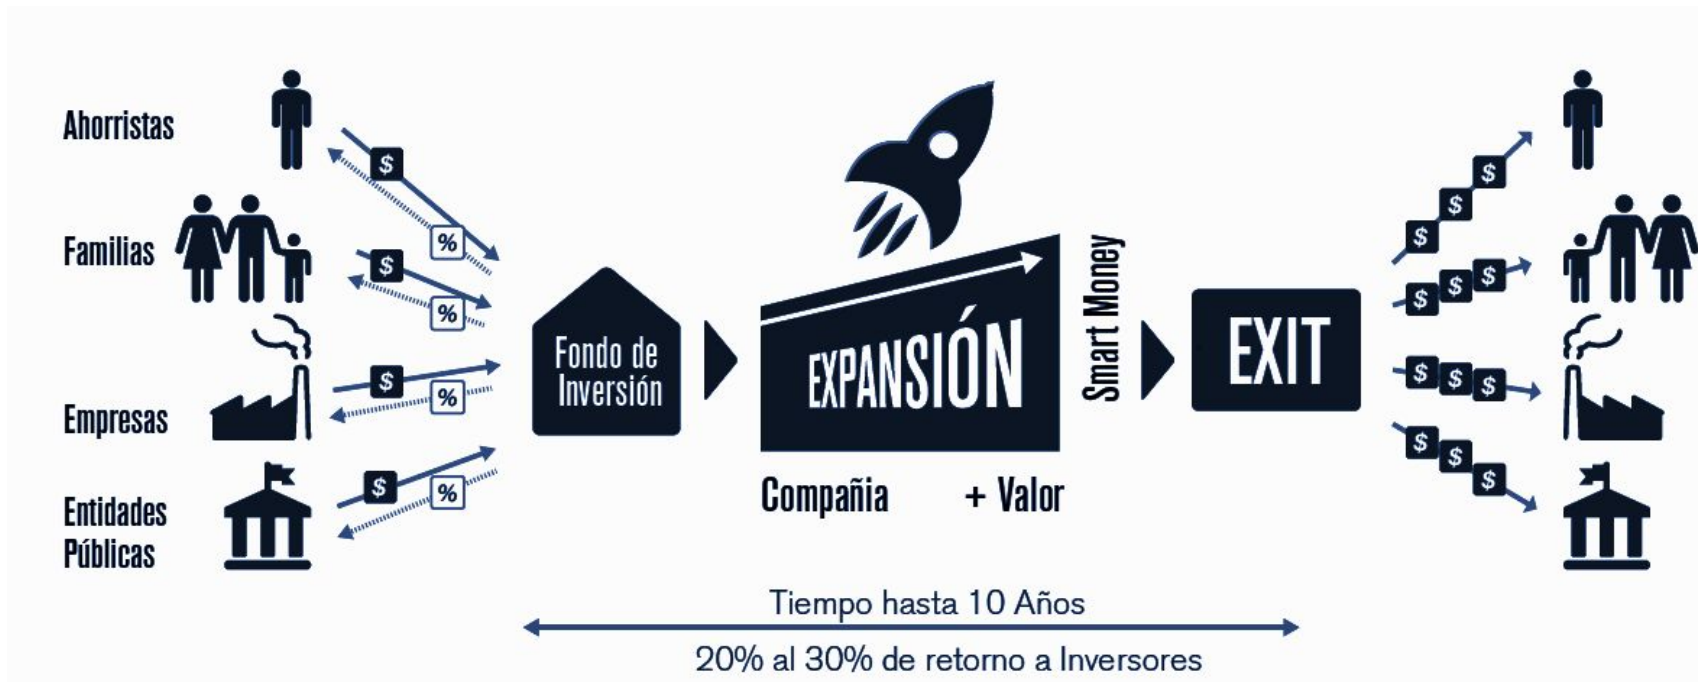 Ahorristas
$
%
Familias
$
%
Empresas
$
%
Entidades
Públicas
$
%
Fondo de
Inversión
EXPANSIÓN
Compañia + Valor
Smart Money
EXIT
$ $ $
$ $ $
$ $ $
$ $ $
Tiempo hasta 10 Años
20% al 30% de retorno a Inversores